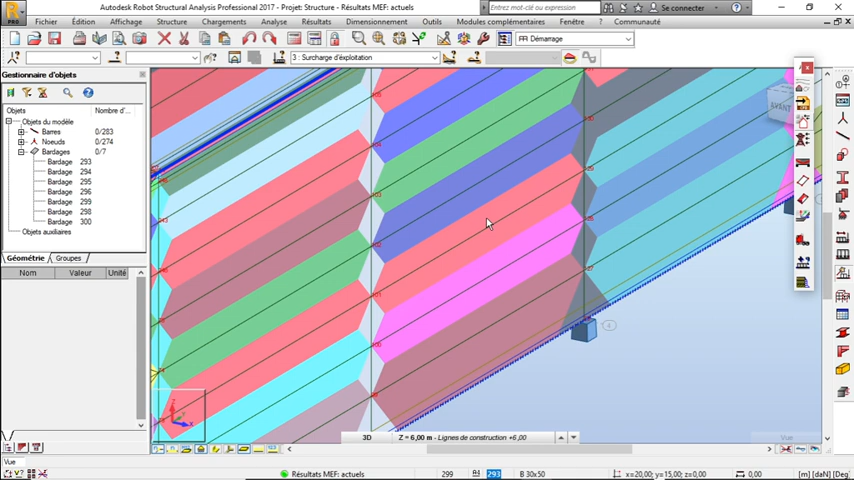 Autodesk Robot Structural Analysis Professional 2017 - Projet: Structure - Résultats MEF: actuels
Entrez mot-clé ou expression
Se connecter
PRO
Fichier Édition Affichage Structure Chargements Analyse Résultats Dimensionnement Outils Modules complémentaires Fenêtre ? Communauté
Démarrage
3 : Surcharge d'éxploitation
Gestionnaire d'objets
Objets Nombre d'...
Objets du modèle
Barres 0/283
Noeuds 0/274
Bardages 0/7
Bardage 293
Bardage 294
Bardage 295
Bardage 296
Bardage 299
Bardage 298
Bardage 300
Objets auxiliaires
Géométrie Groupes
Nom Valeur Unité
AVANT
4
Z
X
3D Z = 6,00 m - Lignes de construction +6,00
Vue
Vue
Résultats MEF: actuels 299 293 B 30x50 x=20,00; y=15,00; z=0,00 0,00 [m] [daN] [Deg]